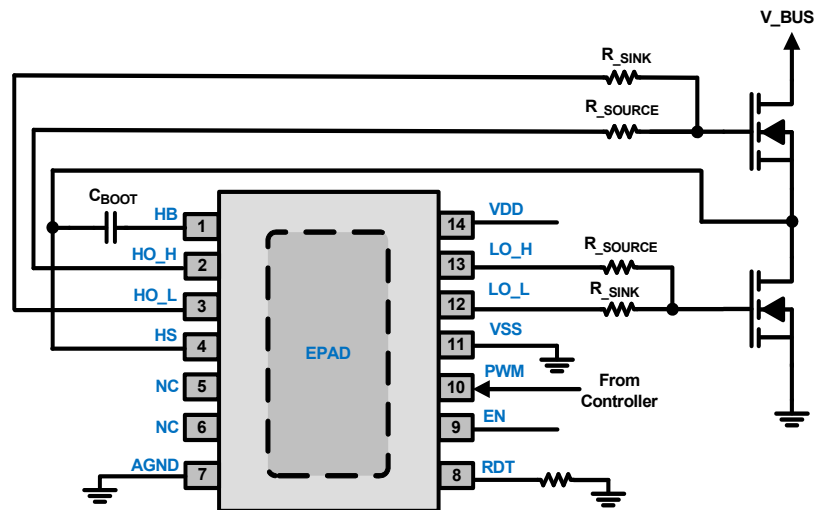 V_BUS
R_SINK
R_SOURCE
C_BOOT
HB
1
HO_H
2
HO_L
3
HS
4
NC
5
NC
6
AGND
7
EPAD
14
VDD
13
LO_H
R_SOURCE
12
LO_L
R_SINK
11
VSS
10
PWM
From
Controller
9
EN
8
RDT